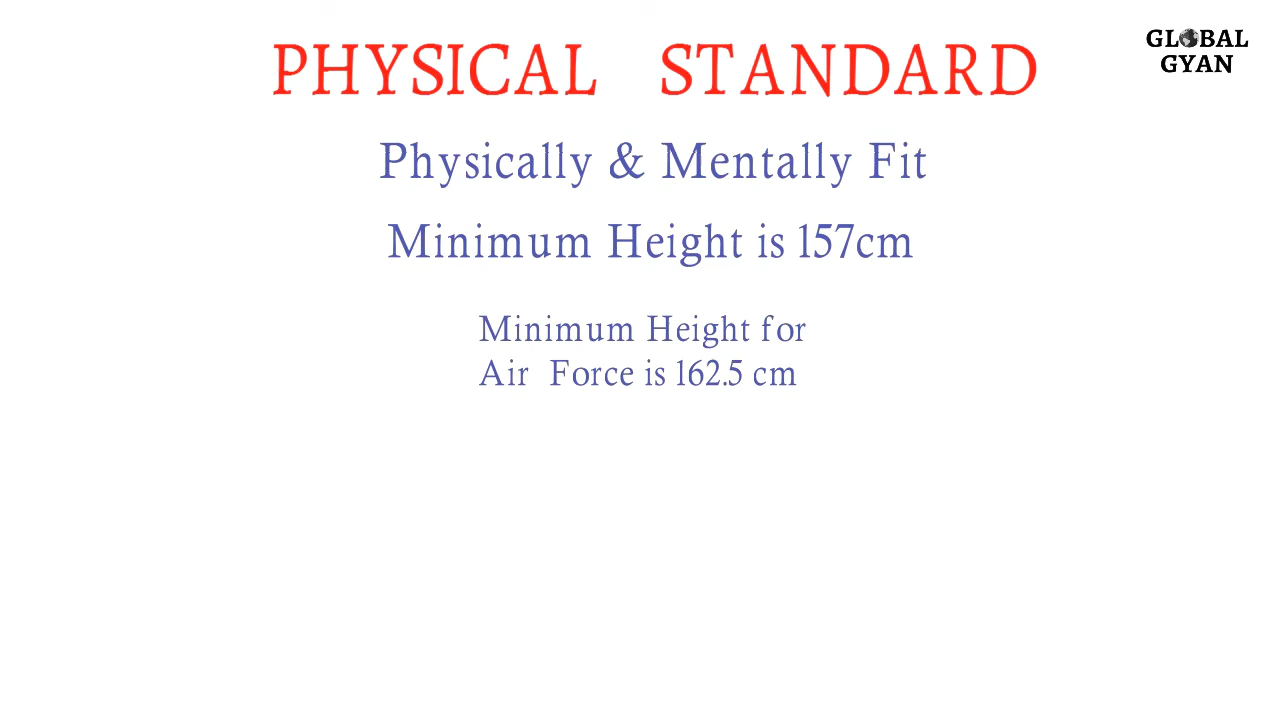 PHYSICAL STANDARD
GLOBAL
GYAN
Physically & Mentally Fit
Minimum Height is 157cm
Minimum Height for
Air Force is 162.5 cm